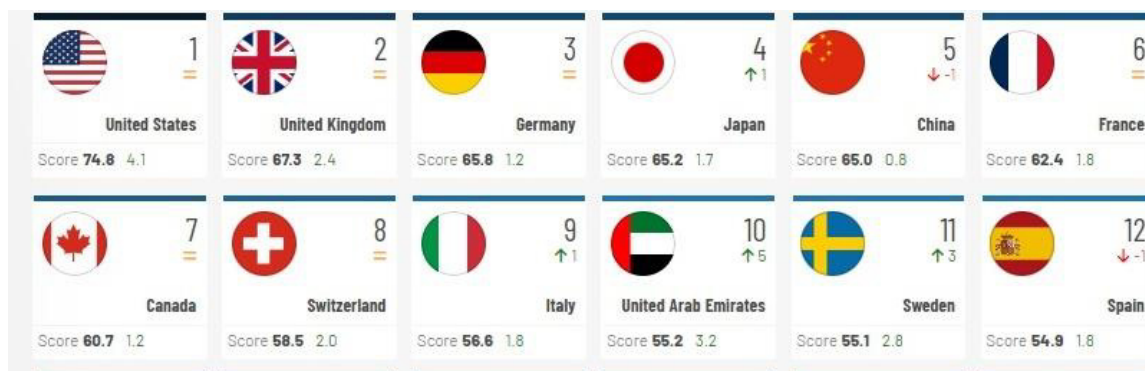 1 2 3 4 5 6
= = = ↑1 ↓-1 =
United States United Kingdom Germany Japan China France
Score 74.8 4.1 Score 67.3 2.4 Score 65.8 1.2 Score 65.2 1.7 Score 65.0 0.8 Score 62.4 1.8
7 8 9 10 11 12
= = ↑1 ↑5 ↑3 ↓-1
Canada Switzerland Italy United Arab Emirates Sweden Spain
Score 60.7 1.2 Score 58.5 2.0 Score 56.6 1.8 Score 55.2 3.2 Score 55.1 2.8 Score 54.9 1.8